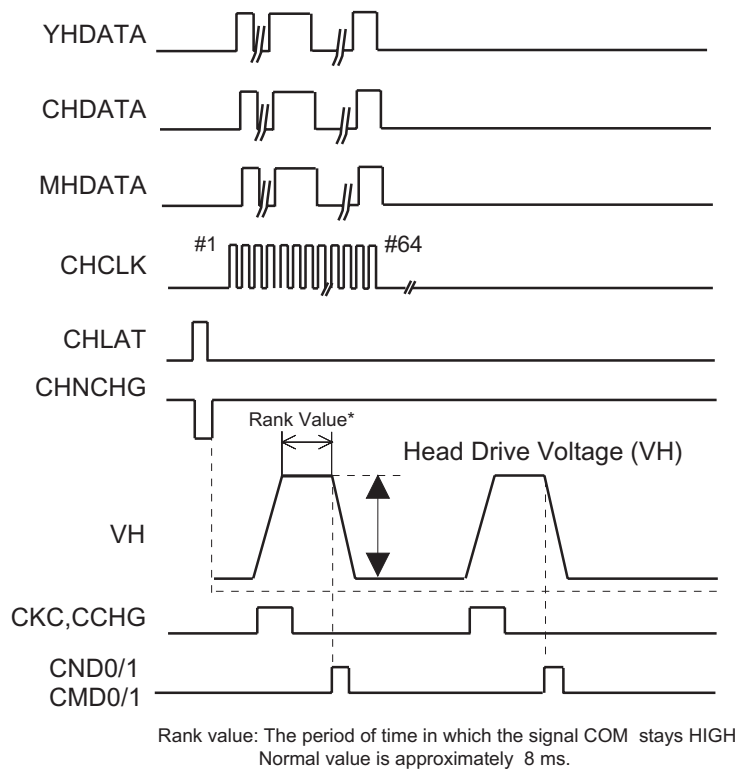 YHDATA
CHDATA
MHDATA
#1
#64
CHCLK
CHLAT
CHNCHG
Rank Value*
Head Drive Voltage (VH)
VH
CKC,CCHG
CND0/1
CMD0/1
Rank value: The period of time in which the signal COM stays HIGH
Normal value is approximately 8 ms.